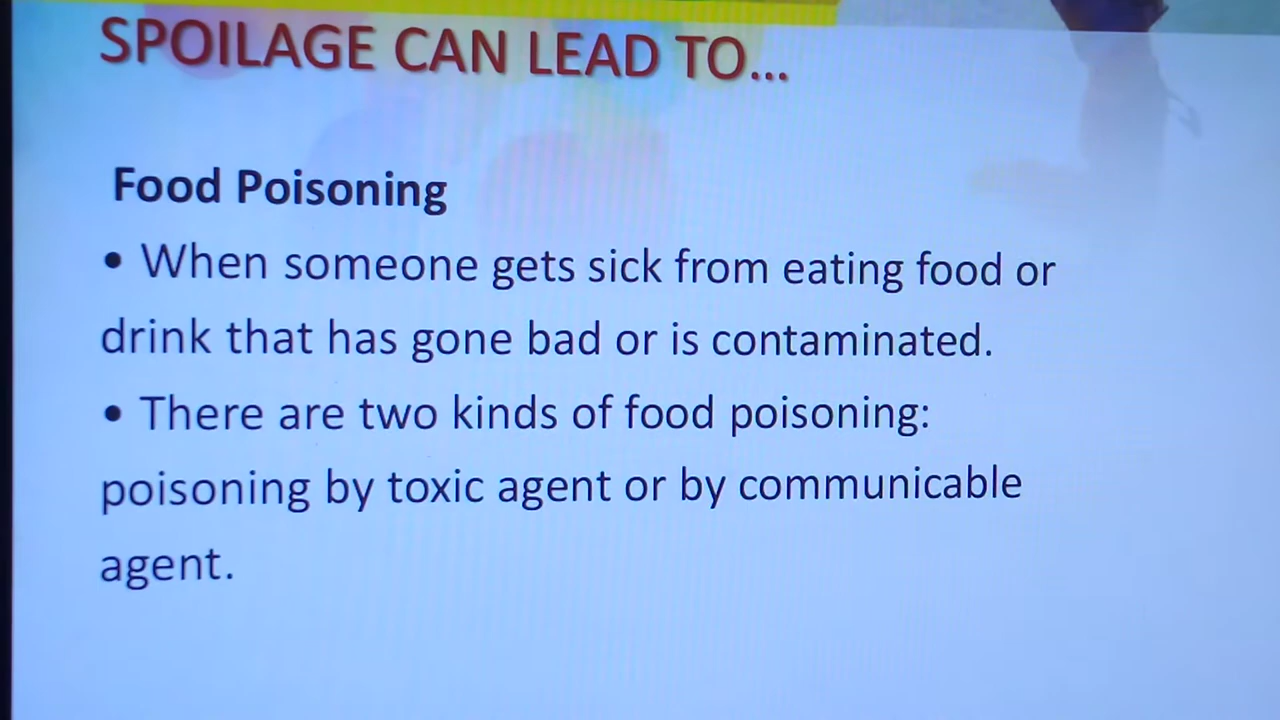 SPOILAGE CAN LEAD TO...
Food Poisoning
• When someone gets sick from eating food or
drink that has gone bad or is contaminated.
• There are two kinds of food poisoning:
poisoning by toxic agent or by communicable
agent.